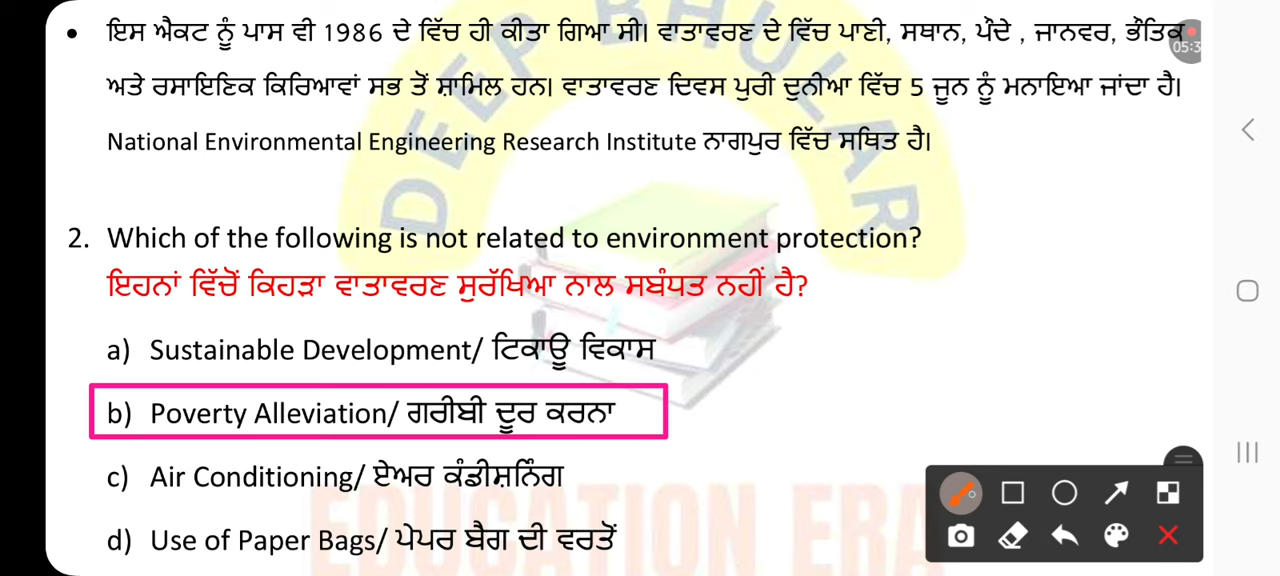 • ਇਸ ਐਕਟ ਨੂੰ ਪਾਸ ਵੀ 1986 ਦੇ ਵਿੱਚ ਹੀ ਕੀਤਾ ਗਿਆ ਸੀ। ਵਾਤਾਵਰਣ ਦੇ ਵਿੱਚ ਪਾਣੀ, ਸਥਾਨ, ਪੌਦੇ , ਜਾਨਵਰ, ਭੌਤਿਕ
05:3
ਅਤੇ ਰਸਾਇਣਿਕ ਕਿਰਿਆਵਾਂ ਸਭ ਤੋਂ ਸ਼ਾਮਿਲ ਹਨ। ਵਾਤਾਵਰਣ ਦਿਵਸ ਪੂਰੀ ਦੁਨੀਆ ਵਿੱਚ 5 ਜੂਨ ਨੂੰ ਮਨਾਇਆ ਜਾਂਦਾ ਹੈ।
National Environmental Engineering Research Institute ਨਾਗਪੁਰ ਵਿੱਚ ਸਥਿਤ ਹੈ।
DEEP BHULAR
2. Which of the following is not related to environment protection?
ਇਹਨਾਂ ਵਿੱਚੋਂ ਕਿਹੜਾ ਵਾਤਾਵਰਣ ਸੁਰੱਖਿਆ ਨਾਲ ਸਬੰਧਤ ਨਹੀਂ ਹੈ?
a) Sustainable Development/ ਟਿਕਾਊ ਵਿਕਾਸ
b) Poverty Alleviation/ ਗਰੀਬੀ ਦੂਰ ਕਰਨਾ
c) Air Conditioning/ ਏਅਰ ਕੰਡੀਸ਼ਨਿੰਗ
d) Use of Paper Bags/ ਪੇਪਰ ਬੈਗ ਦੀ ਵਰਤੋਂ
EDUCATION ERA